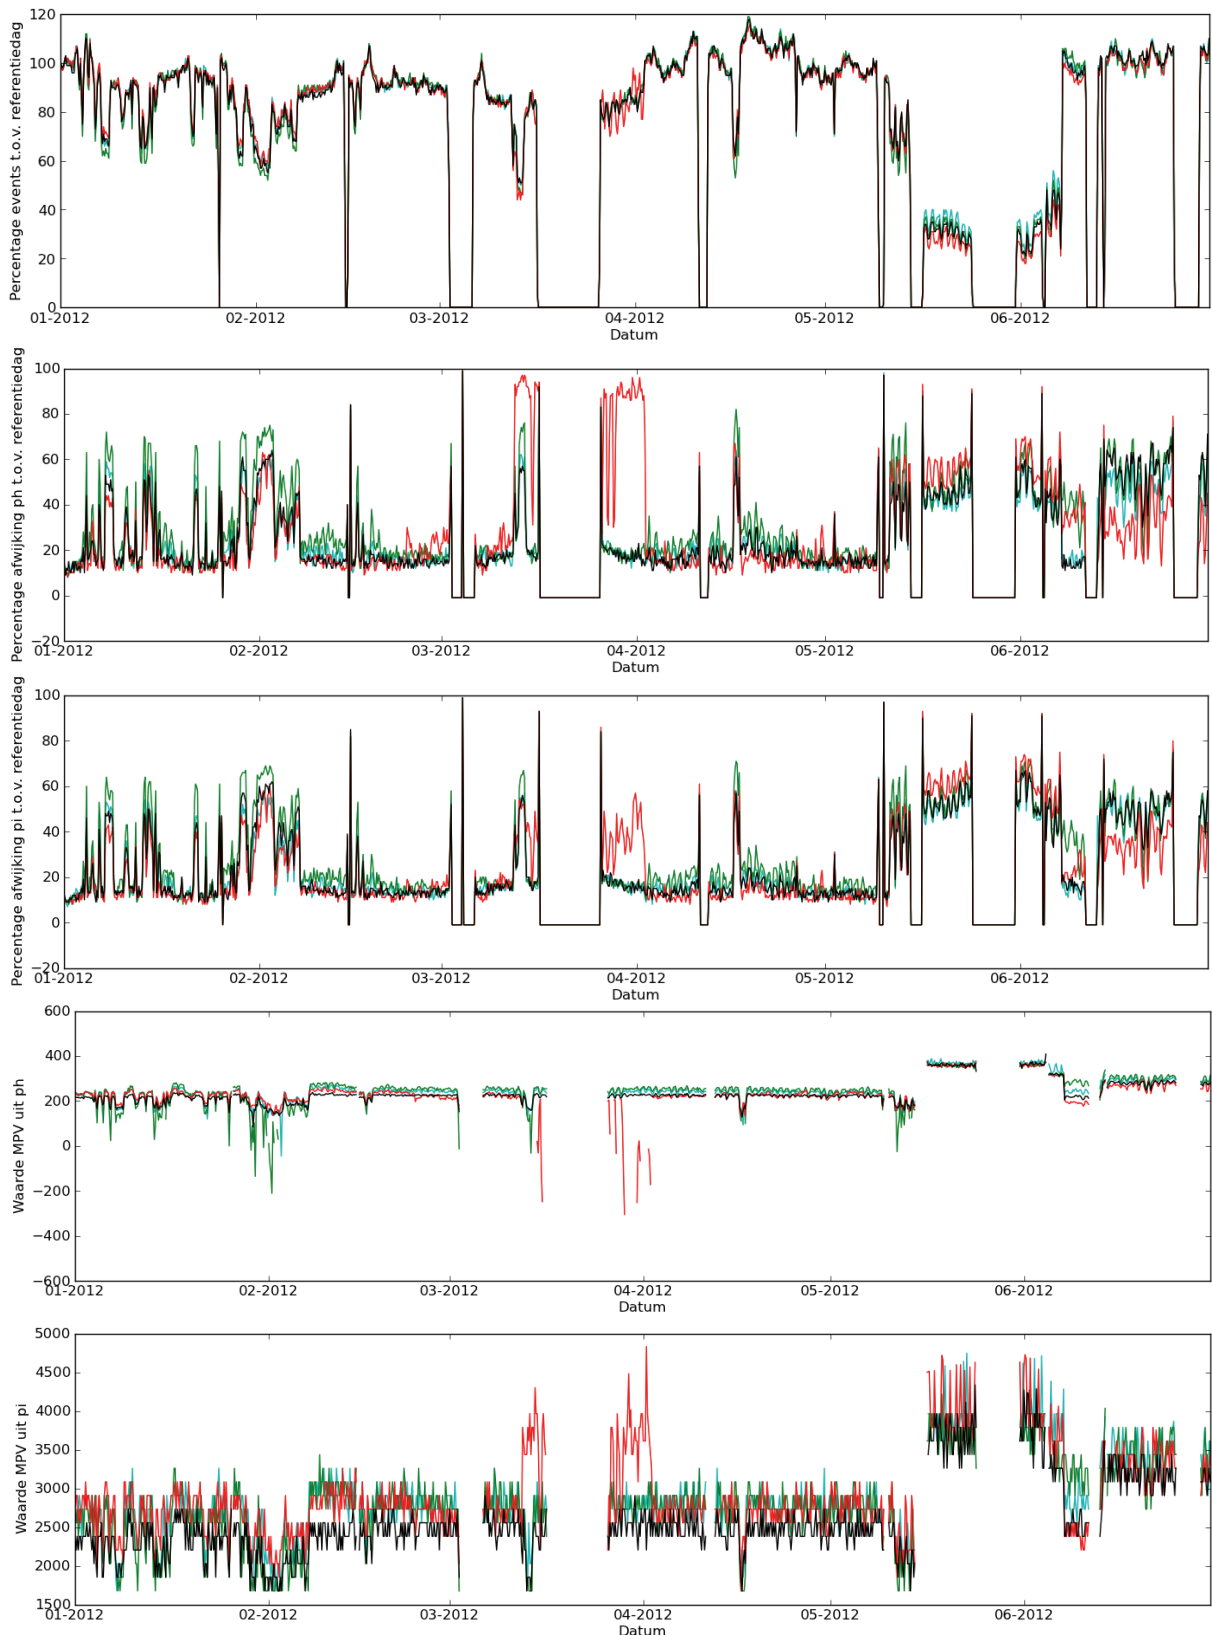 Percentage events t.o.v. referentiedag
120
100
80
60
40
20
0
01-2012 02-2012 03-2012 04-2012 05-2012 06-2012
Datum
Percentage afwijking ph t.o.v. referentiedag
100
80
60
40
20
0
−20
01-2012 02-2012 03-2012 04-2012 05-2012 06-2012
Datum
Percentage afwijking pi t.o.v. referentiedag
100
80
60
40
20
0
−20
01-2012 02-2012 03-2012 04-2012 05-2012 06-2012
Datum
Waarde MPV uit ph
600
400
200
0
−200
−400
−600
01-2012 02-2012 03-2012 04-2012 05-2012 06-2012
Datum
Waarde MPV uit pi
5000
4500
4000
3500
3000
2500
2000
1500
01-2012 02-2012 03-2012 04-2012 05-2012 06-2012
Datum